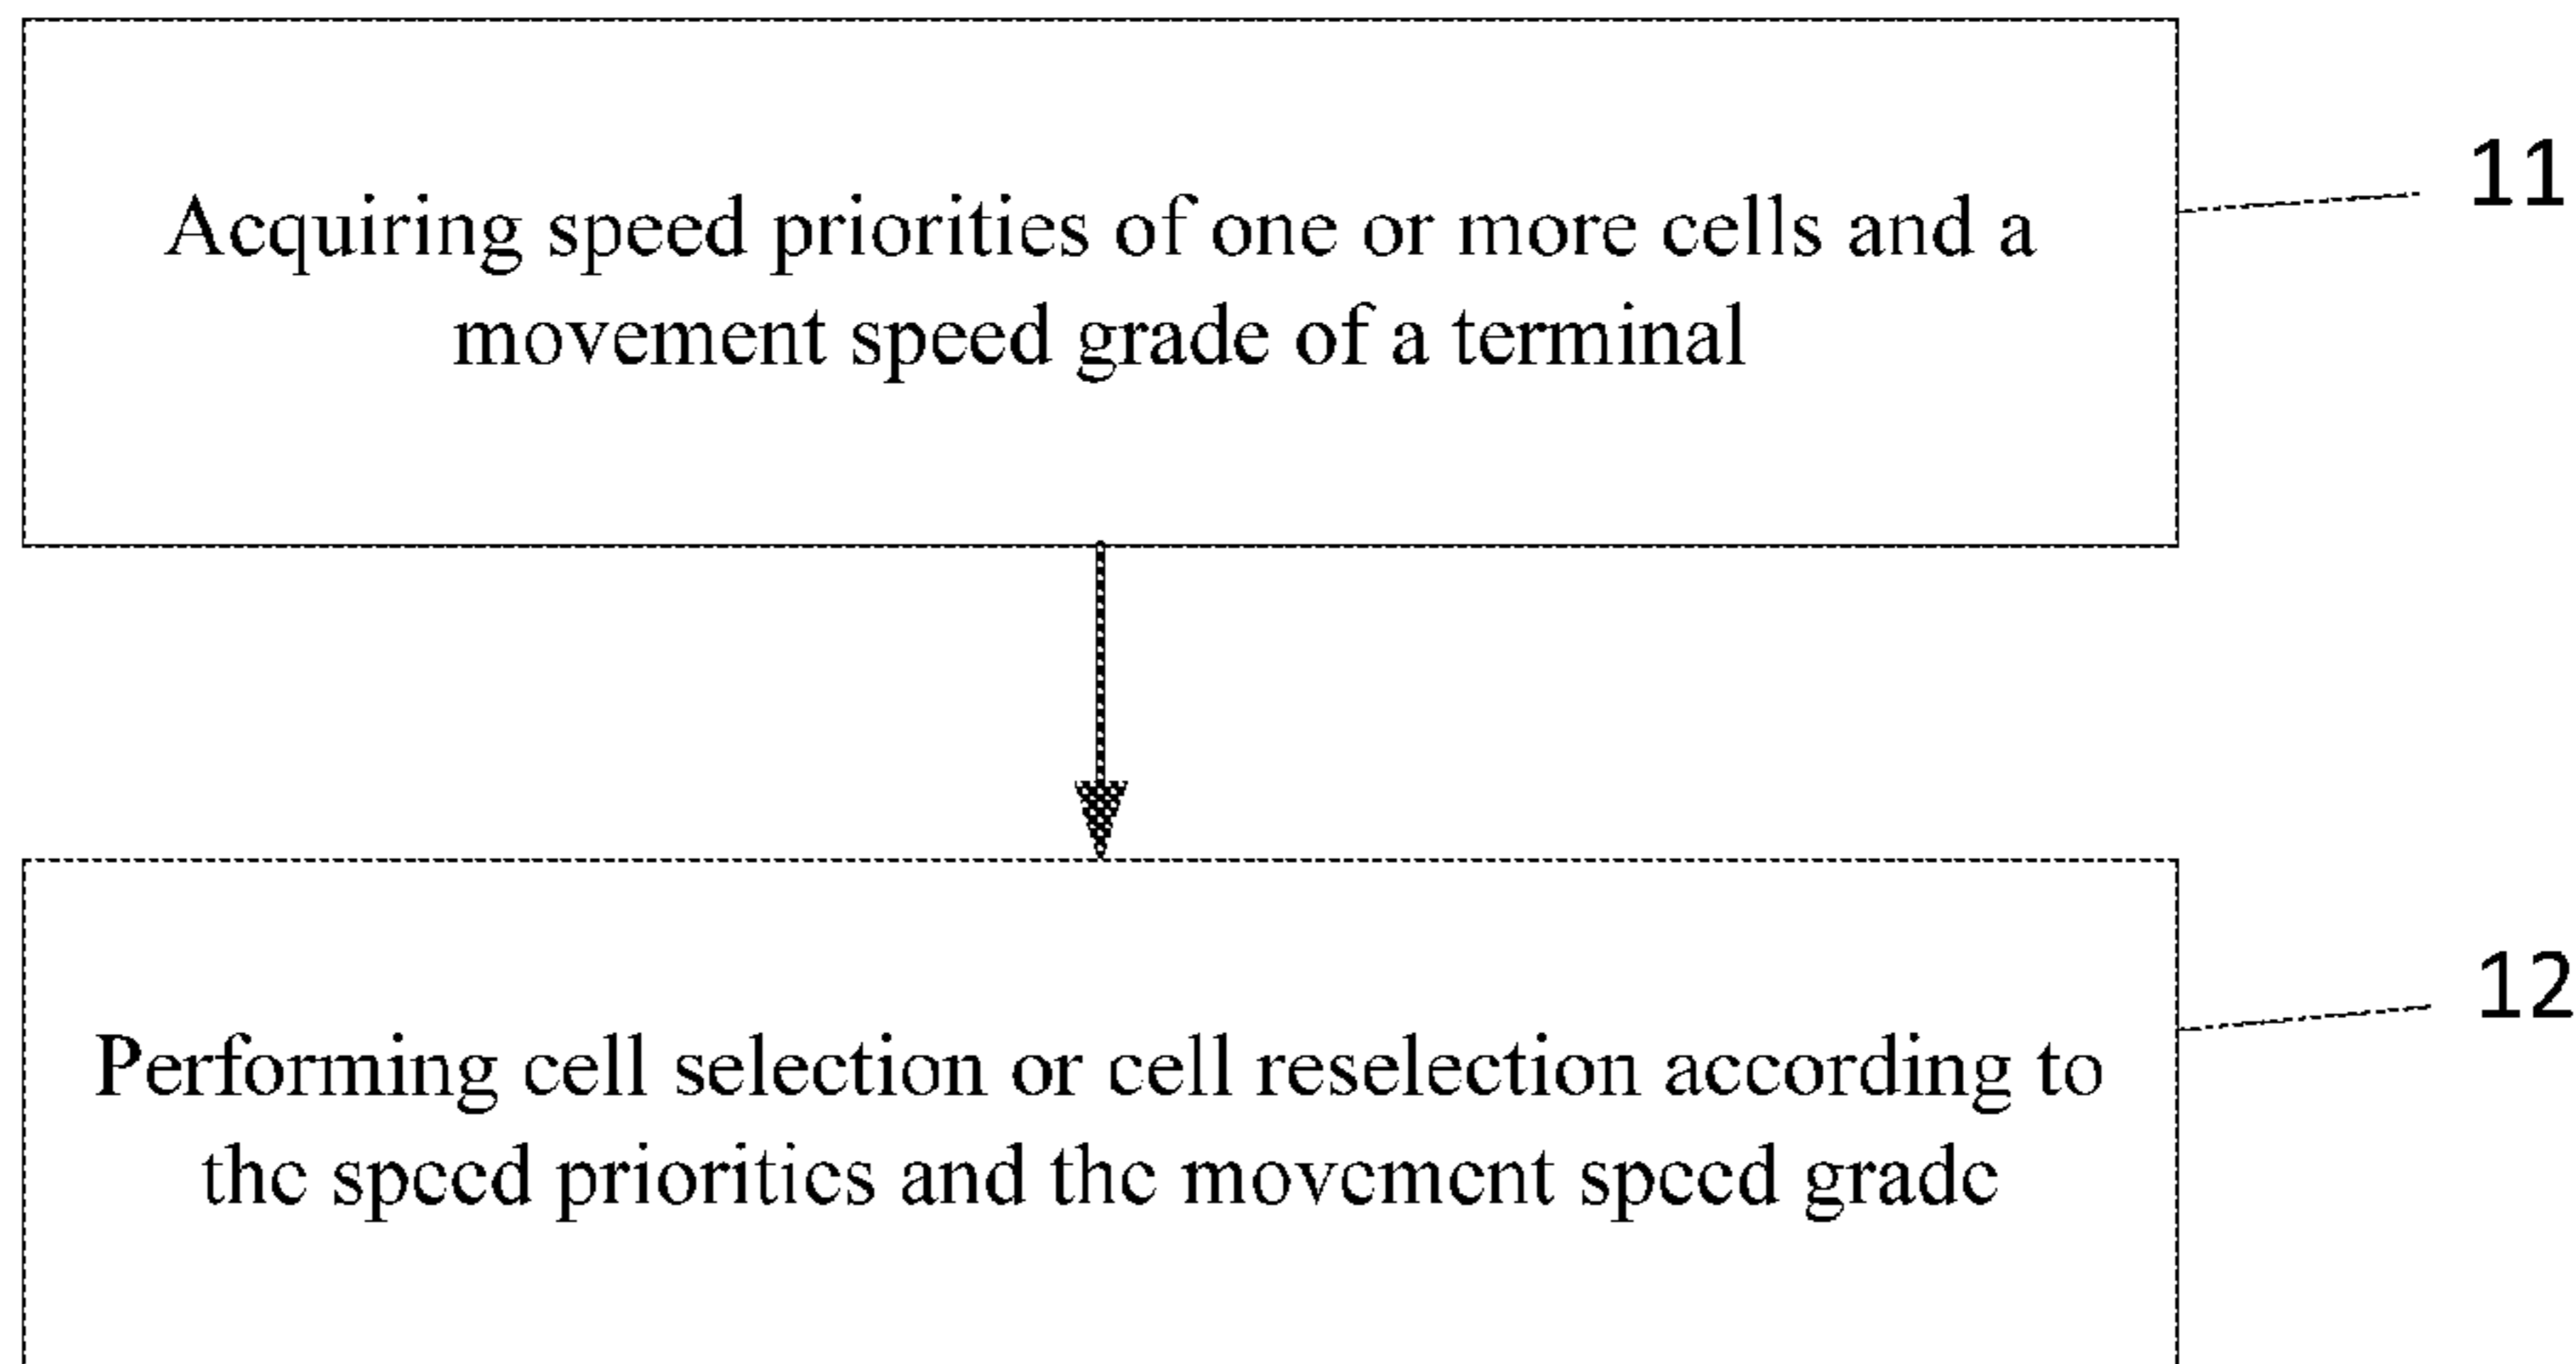 Acquiring speed priorities of one or more cells and a
movement speed grade of a terminal
11
Performing cell selection or cell reselection according to
the speed priorities and the movement speed grade
12